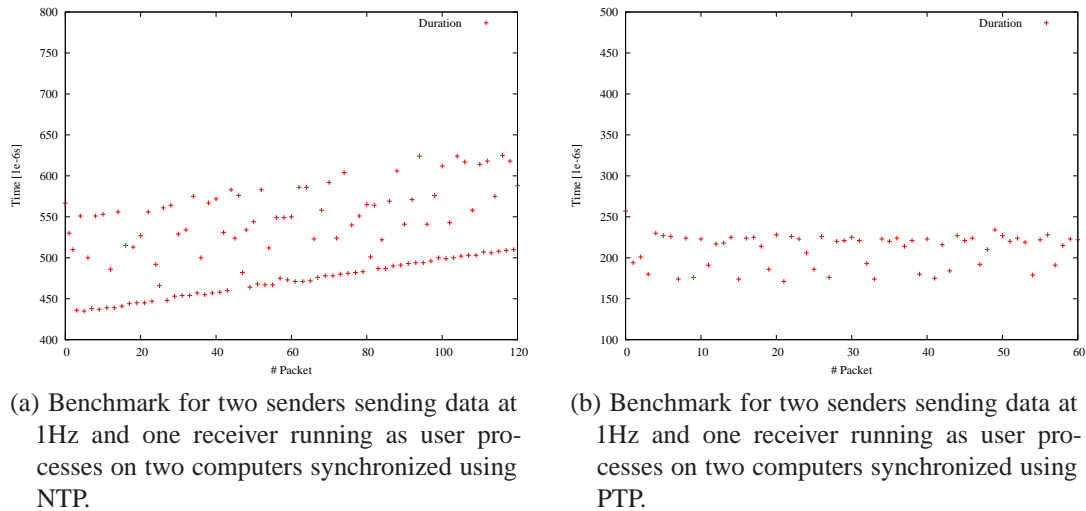 800
750
700
650
600
550
500
450
400
Time [1e-6s]
0 20 40 60 80 100 120
# Packet
Duration
500
450
400
350
300
250
200
150
100
Time [1e-6s]
0 10 20 30 40 50 60
# Packet
Duration
(a) Benchmark for two senders sending data at
1Hz and one receiver running as user pro-
cesses on two computers synchronized using
NTP.
(b) Benchmark for two senders sending data at
1Hz and one receiver running as user pro-
cesses on two computers synchronized using
PTP.